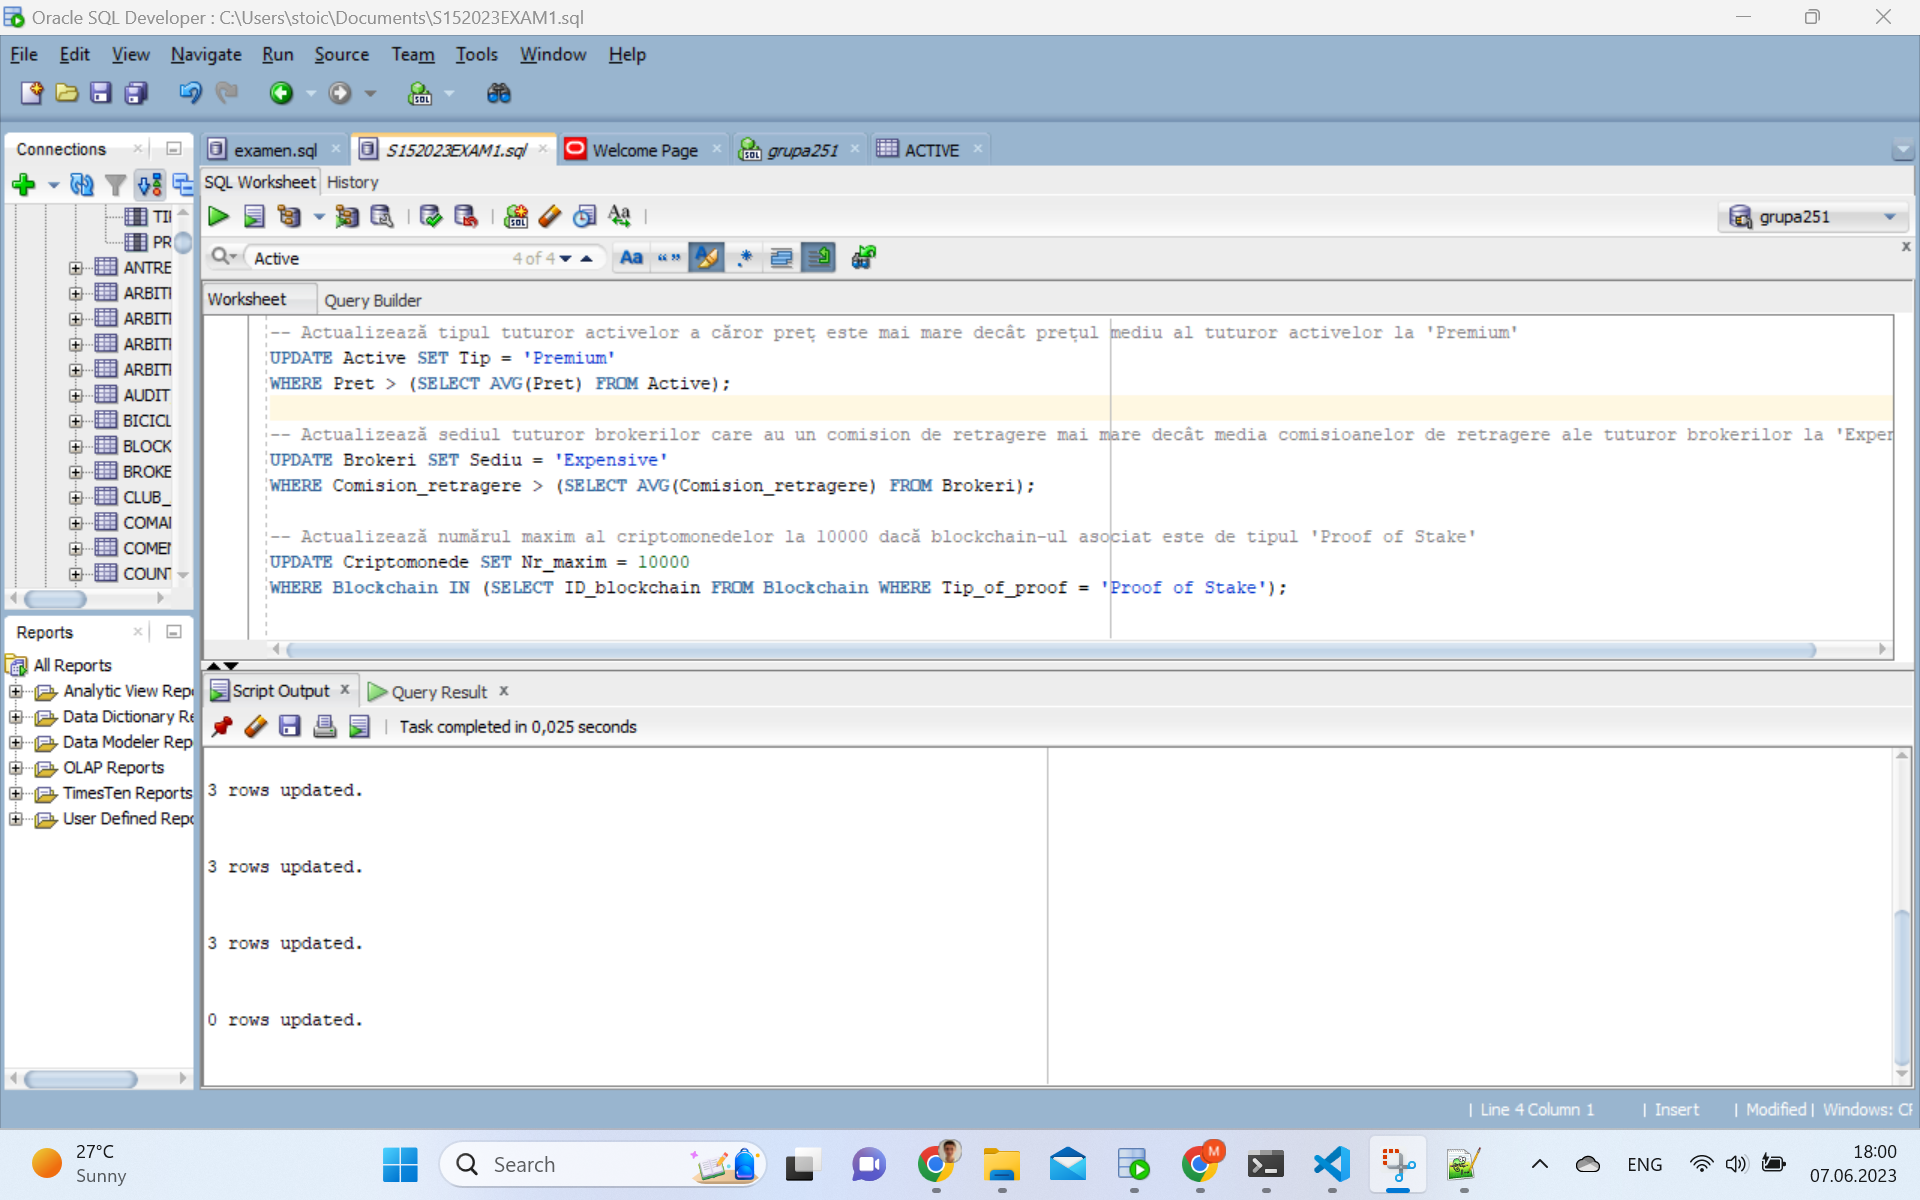 Oracle SQL Developer : C:\Users\stoic\Documents\S152023EXAM1.sql
File Edit View Navigate Run Source Team Tools Window Help
Connections
examen.sql S152023EXAM1.sql Welcome Page grupa251 ACTIVE
SQL Worksheet History
grupa251
Active 4 of 4
Worksheet Query Builder
TI
PR
ANTRE
ARBITI
ARBITI
ARBITI
ARBITI
AUDIT
BICICL
BLOCK
BROKE
CLUB_
COMAI
COMEI
COUNT
-- Actualizează tipul tuturor activelor a căror preț este mai mare decât prețul mediu al tuturor activelor la 'Premium'
UPDATE Active SET Tip = 'Premium'
WHERE Pret > (SELECT AVG(Pret) FROM Active);
-- Actualizează sediul tuturor brokerilor care au un comision de retragere mai mare decât media comisioanelor de retragere ale tuturor brokerilor la 'Exper
UPDATE Brokeri SET Sediu = 'Expensive'
WHERE Comision_retragere > (SELECT AVG(Comision_retragere) FROM Brokeri);
-- Actualizează numărul maxim al criptomonedelor la 10000 dacă blockchain-ul asociat este de tipul 'Proof of Stake'
UPDATE Criptomonede SET Nr_maxim = 10000
WHERE Blockchain IN (SELECT ID_blockchain FROM Blockchain WHERE Tip_of_proof = 'Proof of Stake');
Reports
All Reports
Analytic View Rep
Data Dictionary Re
Data Modeler Rep
OLAP Reports
TimesTen Reports
User Defined Repo
Script Output Query Result
Task completed in 0,025 seconds
3 rows updated.
3 rows updated.
3 rows updated.
0 rows updated.
Line 4 Column 1 Insert Modified Windows: CF
27°C
Sunny
Search
ENG
18:00
07.06.2023